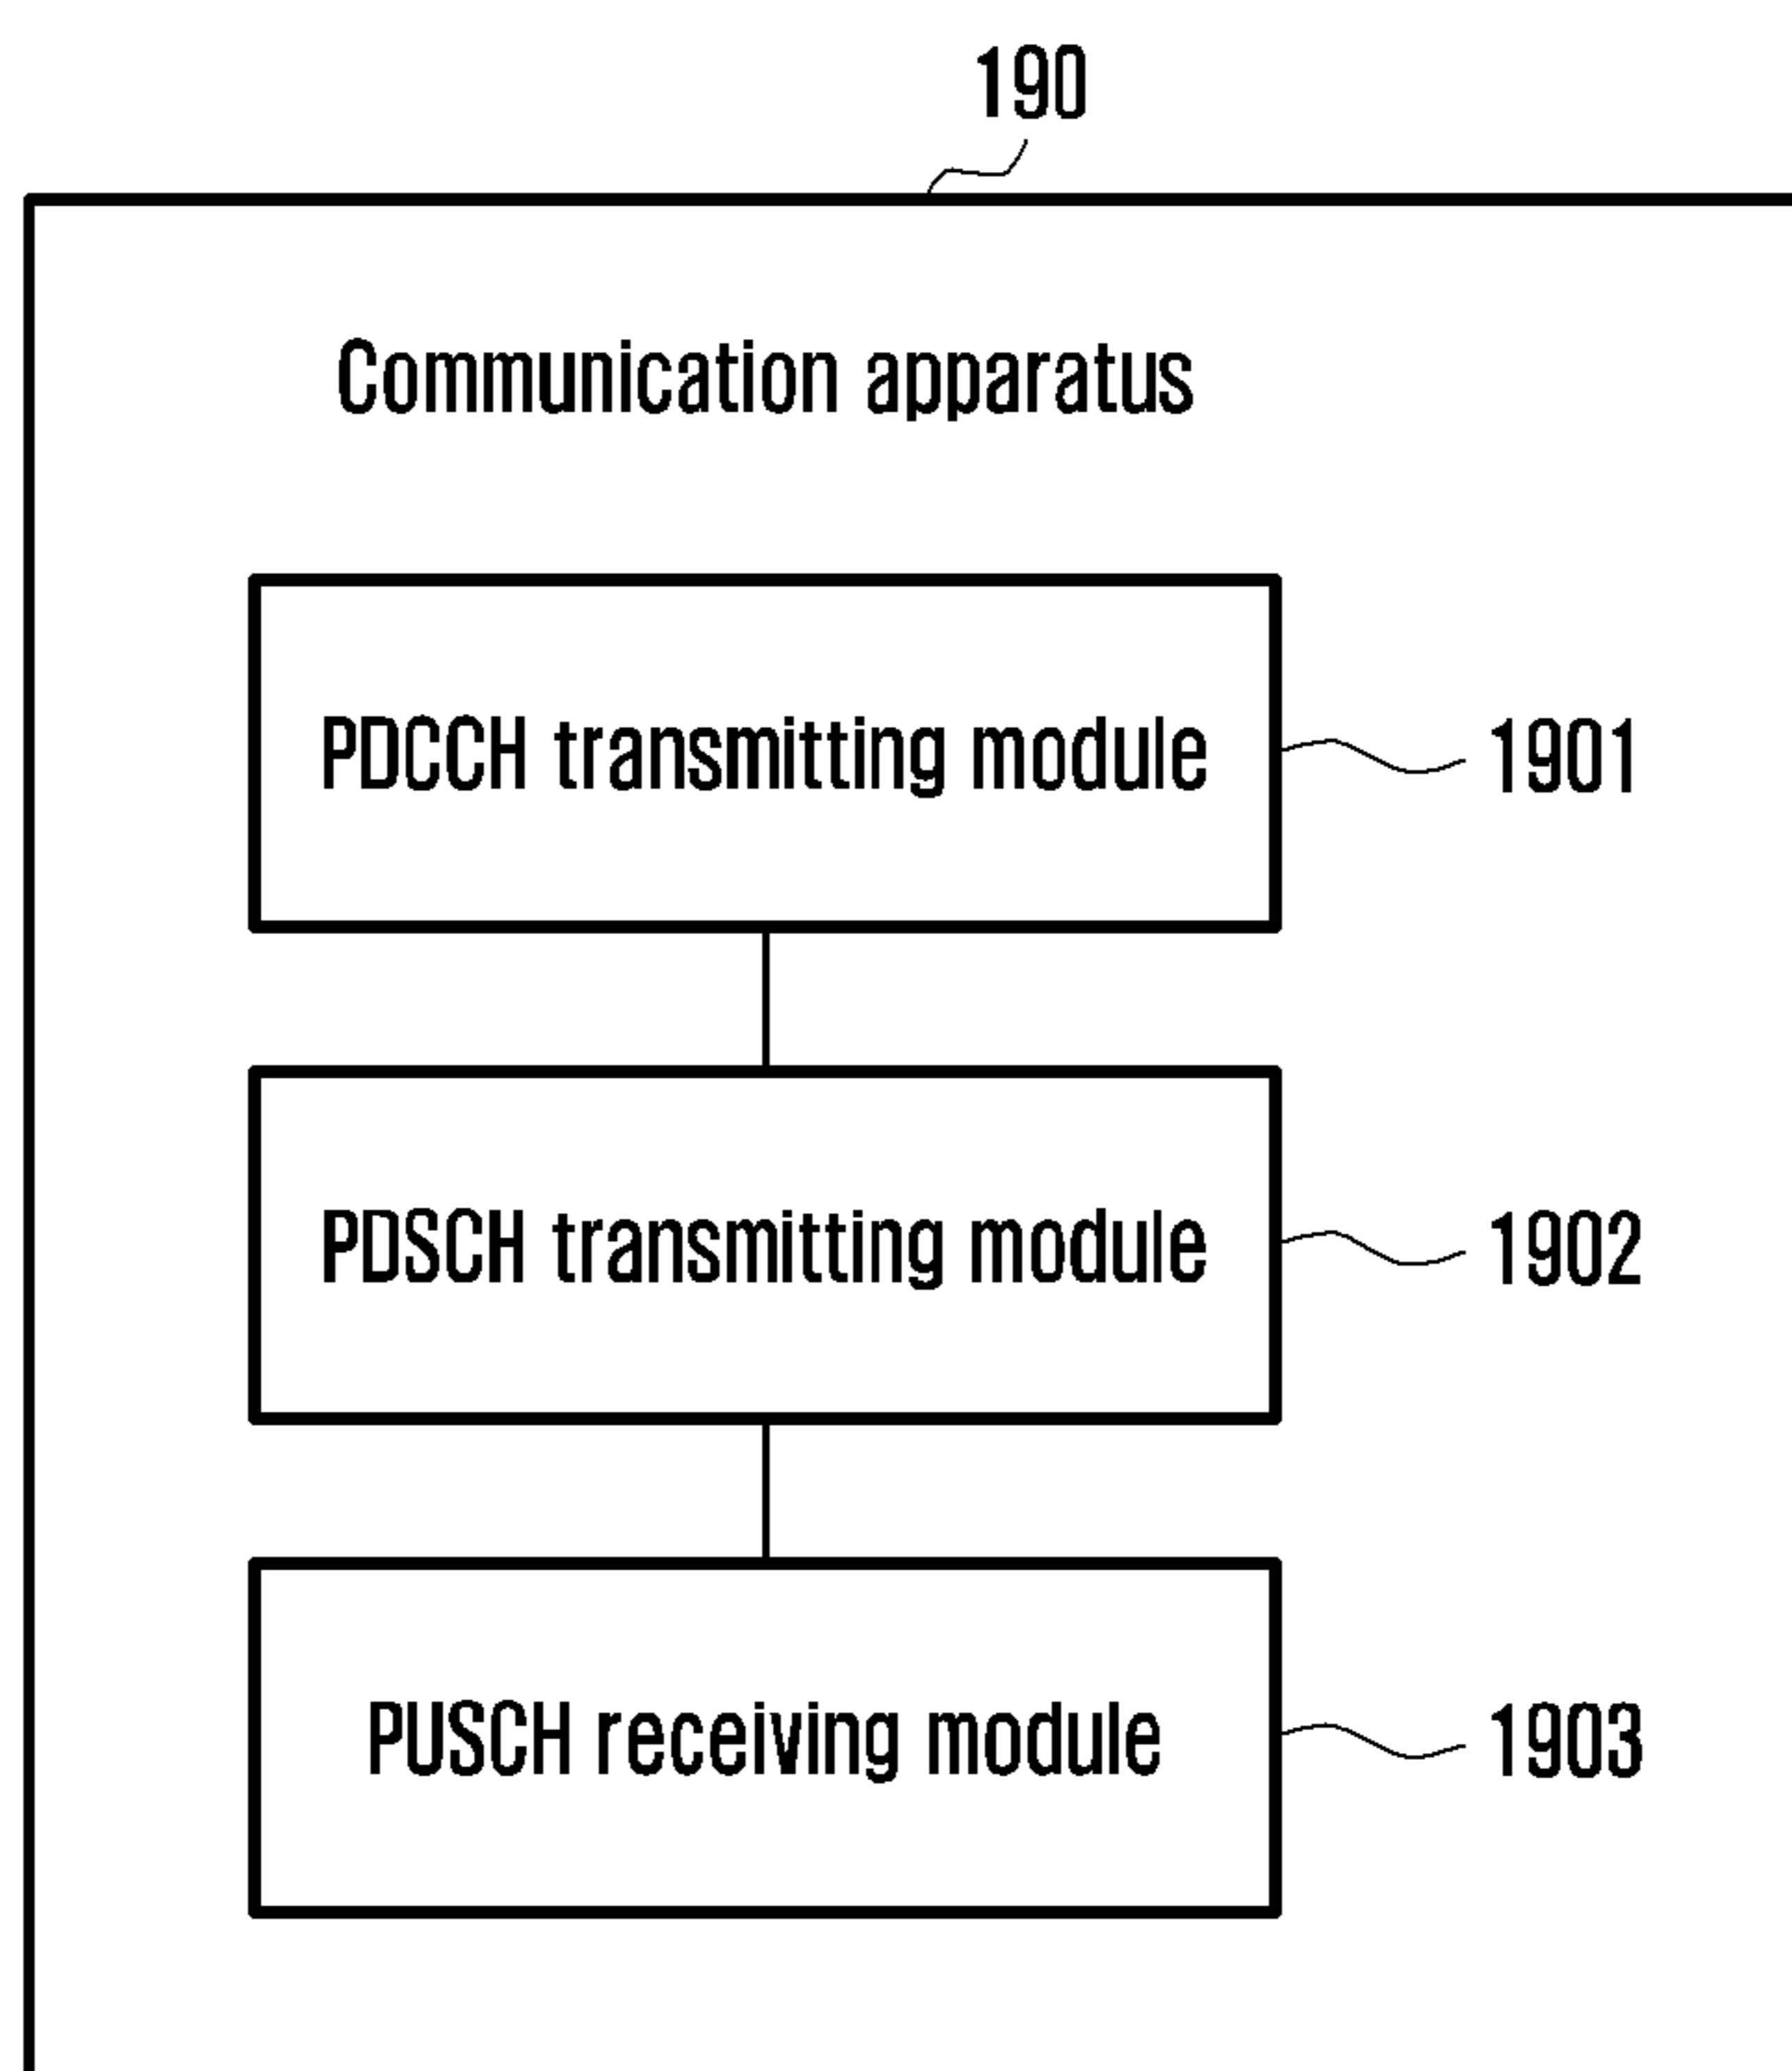 190
Communication apparatus
PDCCH transmitting module
1901
PDSCH transmitting module
1902
PUSCH receiving module
1903